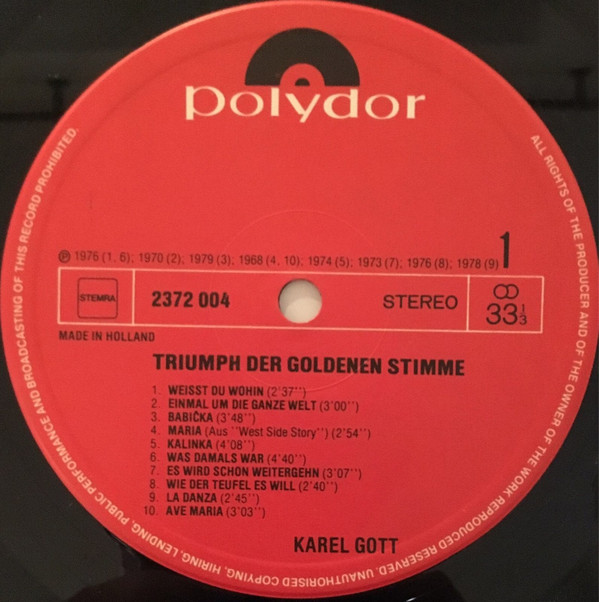 polydor
℗ 1976 (1, 6); 1970 (2); 1979 (3); 1968 (4, 10); 1974 (5); 1973 (7); 1976 (8); 1978 (9)
1
STEMRA
2372 004
STEREO
33 1/3
MADE IN HOLLAND
TRIUMPH DER GOLDENEN STIMME
1. WEISST DU WOHIN (2'37'')
2. EINMAL UM DIE GANZE WELT (3'00'')
3. BABIČKA (3'48'')
4. MARIA (Aus "West Side Story") (2'54'')
5. KALINKA (4'08'')
6. WAS DAMALS WAR (4'40'')
7. ES WIRD SCHON WEITERGEHN (3'07'')
8. WIE DER TEUFEL ES WILL (2'40'')
9. LA DANZA (2'45'')
10. AVE MARIA (3'03'')
KAREL GOTT
ALL RIGHTS OF THE PRODUCER AND OF THE OWNER OF THE WORK REPRODUCED RESERVED. UNAUTHORISED COPYING, HIRING, LENDING, PUBLIC PERFORMANCE AND BROADCASTING OF THIS RECORD PROHIBITED.